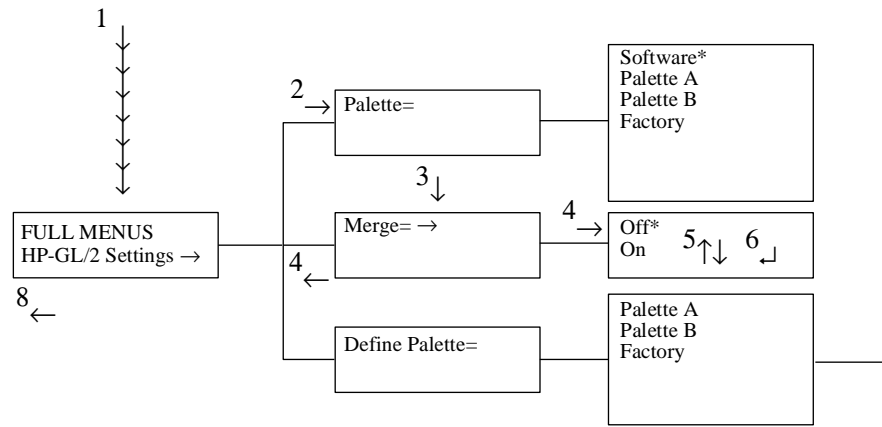 1
2 →
Palette=
Software*
Palette A
Palette B
Factory
3 ↓
FULL MENUS
HP-GL/2 Settings →
Merge= →
4 →
Off*
On
5 ↑↓
6 ↵
4 ←
8 ←
Define Palette=
Palette A
Palette B
Factory